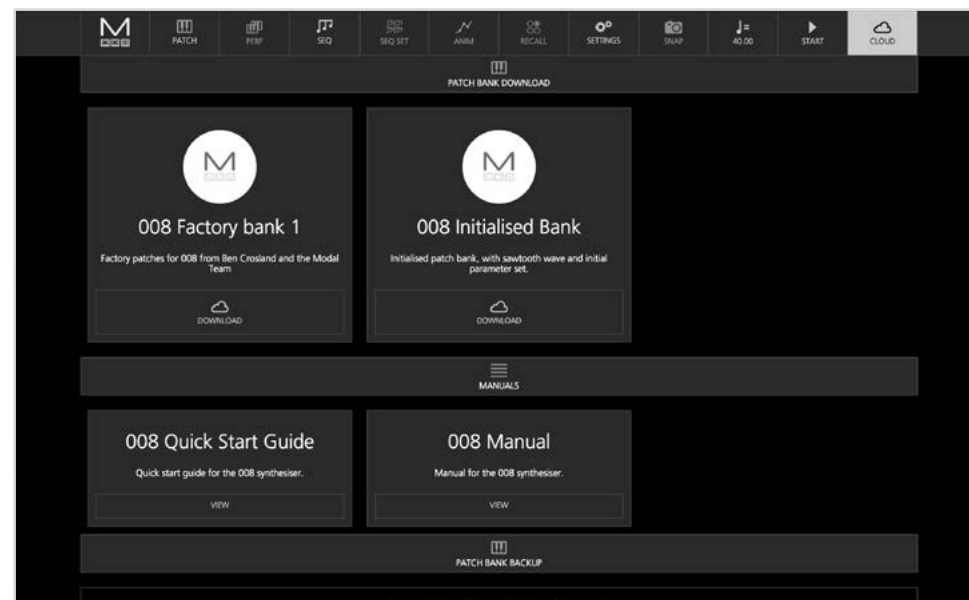 M
008
PATCH
PERF
SEQ
SEQ SET
ANIM
RECALL
SETTINGS
SNAP
=
40.00
START
CLOUD
PATCH BANK DOWNLOAD
M
008
008 Factory bank 1
Factory patches for 008 from Ben Crosland and the Modal
Team
DOWNLOAD
M
008
008 Initialised Bank
Initialised patch bank, with sawtooth wave and initial
parameter set.
DOWNLOAD
MANUALS
008 Quick Start Guide
Quick start guide for the 008 synthesiser.
VIEW
008 Manual
Manual for the 008 synthesiser.
VIEW
PATCH BANK BACKUP